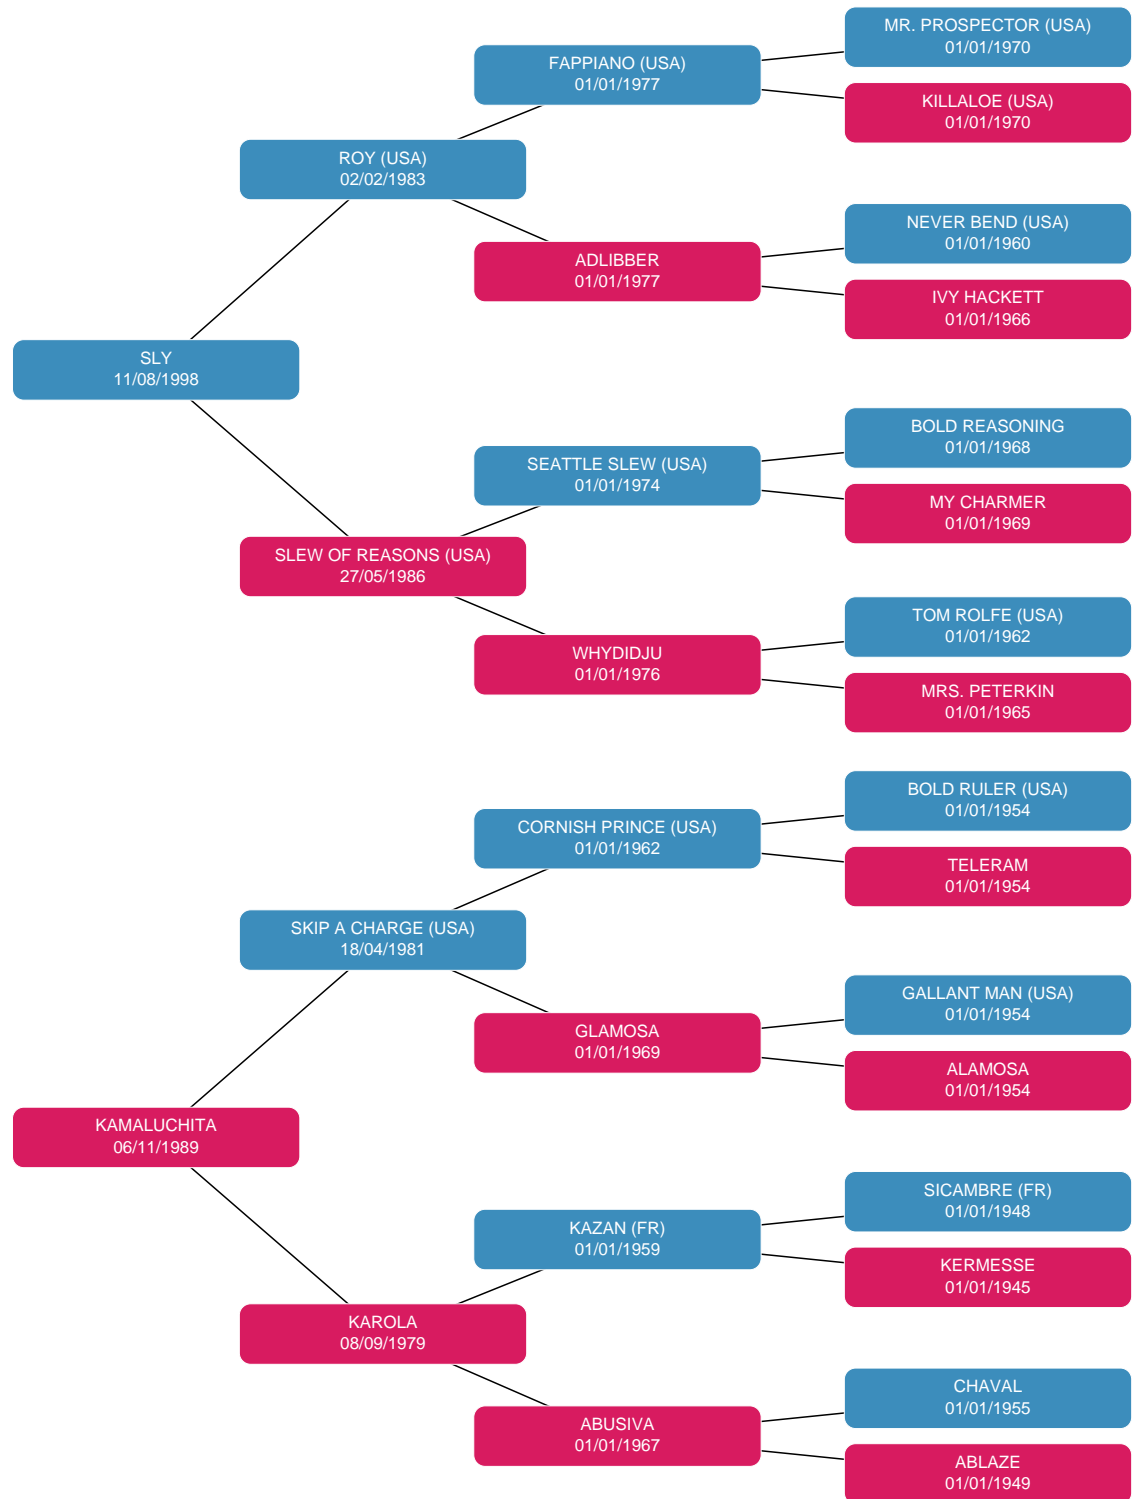 MR. PROSPECTOR (USA)
01/01/1970
FAPPIANO (USA)
01/01/1977
KILLALOE (USA)
01/01/1970
ROY (USA)
02/02/1983
NEVER BEND (USA)
01/01/1960
ADLIBBER
01/01/1977
IVY HACKETT
01/01/1966
SLY
11/08/1998
BOLD REASONING
01/01/1968
SEATTLE SLEW (USA)
01/01/1974
MY CHARMER
01/01/1969
SLEW OF REASONS (USA)
27/05/1986
TOM ROLFE (USA)
01/01/1962
WHYDIDJU
01/01/1976
MRS. PETERKIN
01/01/1965
BOLD RULER (USA)
01/01/1954
CORNISH PRINCE (USA)
01/01/1962
TELERAM
01/01/1954
SKIP A CHARGE (USA)
18/04/1981
GALLANT MAN (USA)
01/01/1954
GLAMOSA
01/01/1969
ALAMOSA
01/01/1954
KAMALUCHITA
06/11/1989
SICAMBRE (FR)
01/01/1948
KAZAN (FR)
01/01/1959
KERMESSE
01/01/1945
KAROLA
08/09/1979
CHAVAL
01/01/1955
ABUSIVA
01/01/1967
ABLAZE
01/01/1949